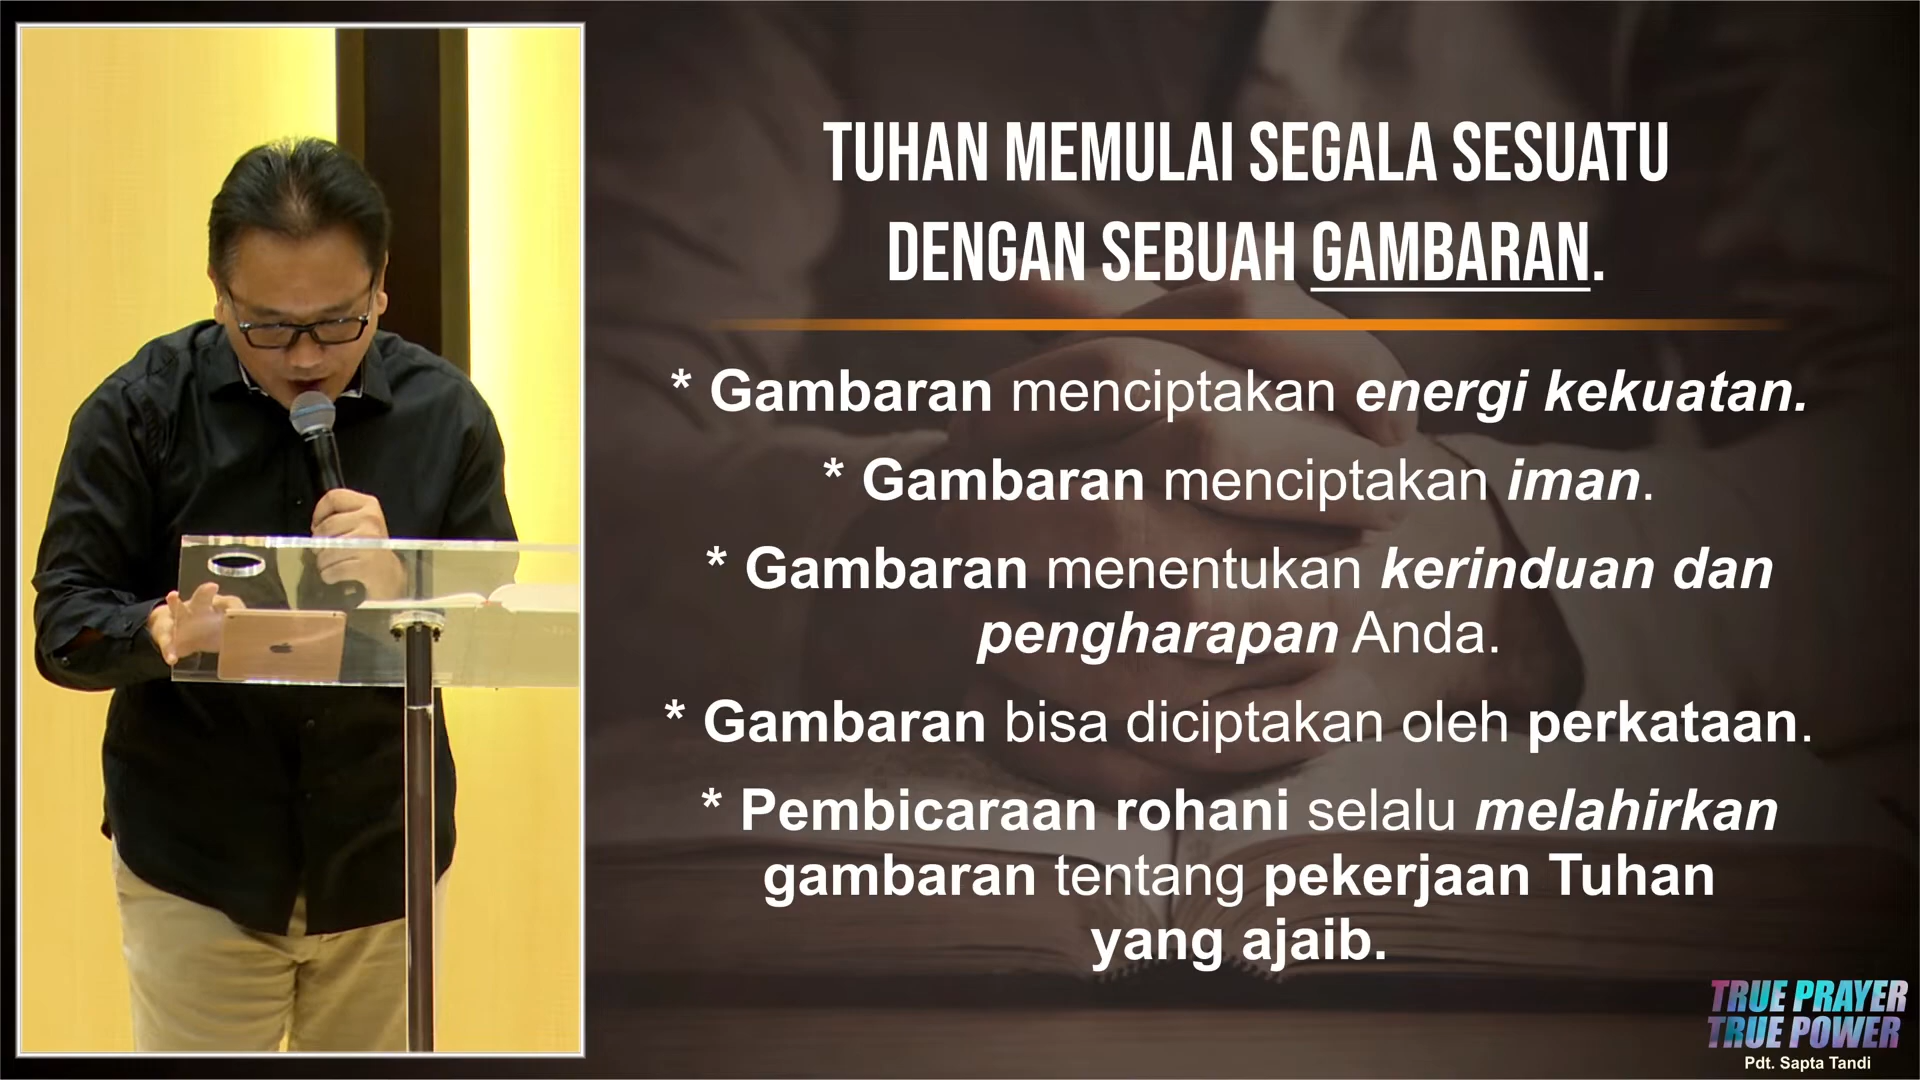 TUHAN MEMULAI SEGALA SESUATU
DENGAN SEBUAH GAMBARAN.
* Gambaran menciptakan energi kekuatan.
* Gambaran menciptakan iman.
* Gambaran menentukan kerinduan dan
pengharapan Anda.
* Gambaran bisa diciptakan oleh perkataan.
* Pembicaraan rohani selalu melahirkan
gambaran tentang pekerjaan Tuhan
yang ajaib.
TRUE PRAYER
TRUE POWER
Pdt. Sapta Tandi